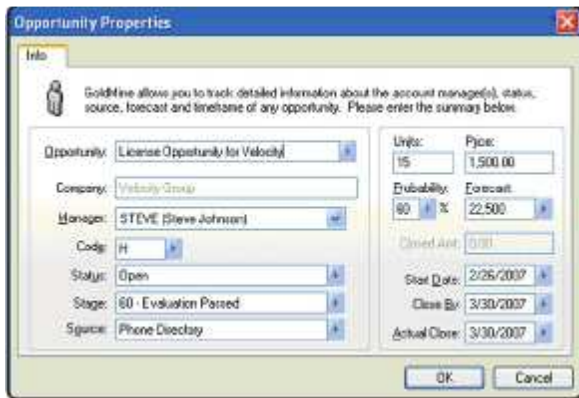 Opportunity Properties
Info
GoldMine allows you to track detailed information about the account manager(s), status,
source, forecast and timeframe of any opportunity. Please enter the summary below.
Opportunity: License Opportunity for Velocity
Company: Velocity Group
Manager: STEVE (Steve Johnson)
Code: H
Status: Open
Stage: 60 - Evaluation Passed
Source: Phone Directory
Units: Price:
15 1,500.00
Probability: Forecast:
60 % 22,500
Closed Amt: 0.00
Start Date: 2/26/2007
Close By: 3/30/2007
Actual Close: 3/30/2007
OK Cancel